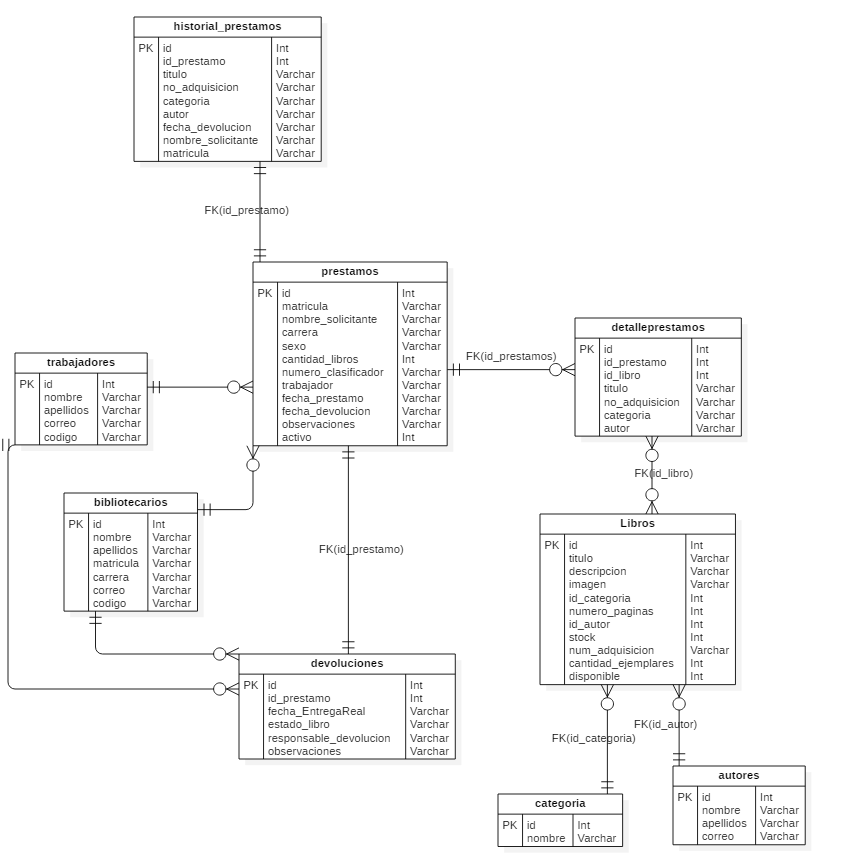 historial_prestamos
PK id Int
id_prestamo Int
titulo Varchar
no_adquisicion Varchar
categoria Varchar
autor Varchar
fecha_devolucion Varchar
nombre_solicitante Varchar
matricula Varchar
FK(id_prestamo)
prestamos
PK id Int
matricula Varchar
nombre_solicitante Varchar
carrera Varchar
sexo Varchar
cantidad_libros Int
numero_clasificador Varchar
trabajador Varchar
fecha_prestamo Varchar
fecha_devolucion Varchar
observaciones Varchar
activo Int
FK(id_prestamos)
detalleprestamos
PK id Int
id_prestamo Int
id_libro Int
titulo Varchar
no_adquisicion Varchar
categoria Varchar
autor Varchar
trabajadores
PK id Int
nombre Varchar
apellidos Varchar
correo Varchar
codigo Varchar
FK(id_libro)
bibliotecarios
PK id Int
nombre Varchar
apellidos Varchar
matricula Varchar
carrera Varchar
correo Varchar
codigo Varchar
FK(id_prestamo)
Libros
PK id Int
titulo Varchar
descripcion Varchar
imagen Varchar
id_categoria Int
numero_paginas Int
id_autor Int
stock Int
num_adquisicion Varchar
cantidad_ejemplares Int
disponible Int
devoluciones
PK id Int
id_prestamo Int
fecha_EntregaReal Varchar
estado_libro Varchar
responsable_devolucion Varchar
observaciones Varchar
FK(id_autor)
FK(id_categoria)
autores
PK id Int
nombre Varchar
apellidos Varchar
correo Varchar
categoria
PK id Int
nombre Varchar